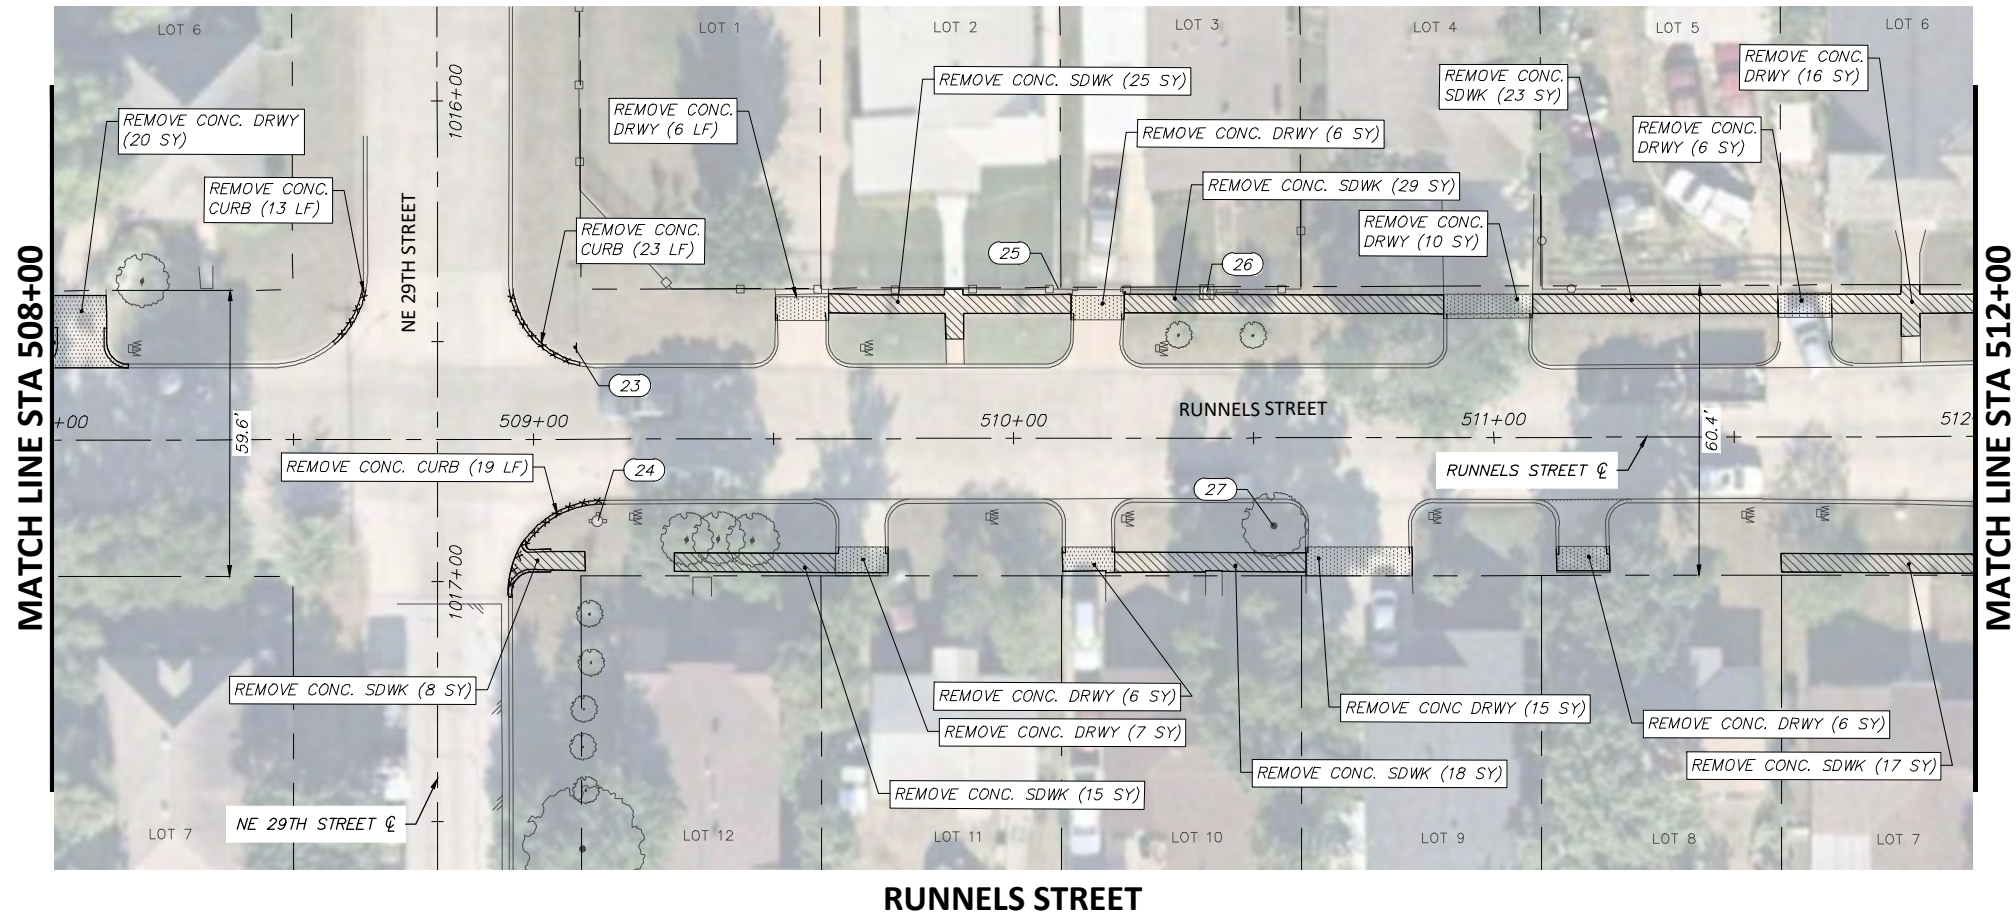 LOT 6
LOT 1
LOT 2
LOT 3
LOT 4
LOT 5
LOT 6
1016+00
REMOVE CONC. SDWK (25 SY)
REMOVE CONC.
SDWK (23 SY)
REMOVE CONC.
DRWY (16 SY)
REMOVE CONC. DRWY
(20 SY)
REMOVE CONC.
DRWY (6 LF)
REMOVE CONC. DRWY (6 SY)
REMOVE CONC.
DRWY (6 SY)
REMOVE CONC.
CURB (13 LF)
REMOVE CONC. SDWK (29 SY)
REMOVE CONC.
CURB (23 LF)
REMOVE CONC.
DRWY (10 SY)
NE 29TH STREET
25
26
MATCH LINE STA 508+00
MATCH LINE STA 512+00
WM
WM
WM
23
+00
59.6'
509+00
510+00
RUNNELS STREET
511+00
60.4'
512
REMOVE CONC. CURB (19 LF)
24
RUNNELS STREET ℄
27
WM
WM
WM
WM
WM
WM
1017+00
REMOVE CONC. SDWK (8 SY)
REMOVE CONC. DRWY (6 SY)
REMOVE CONC DRWY (15 SY)
REMOVE CONC. DRWY (7 SY)
REMOVE CONC. DRWY (6 SY)
REMOVE CONC. SDWK (18 SY)
REMOVE CONC. SDWK (17 SY)
REMOVE CONC. SDWK (15 SY)
NE 29TH STREET ℄
LOT 7
LOT 12
LOT 11
LOT 10
LOT 9
LOT 8
LOT 7
RUNNELS STREET